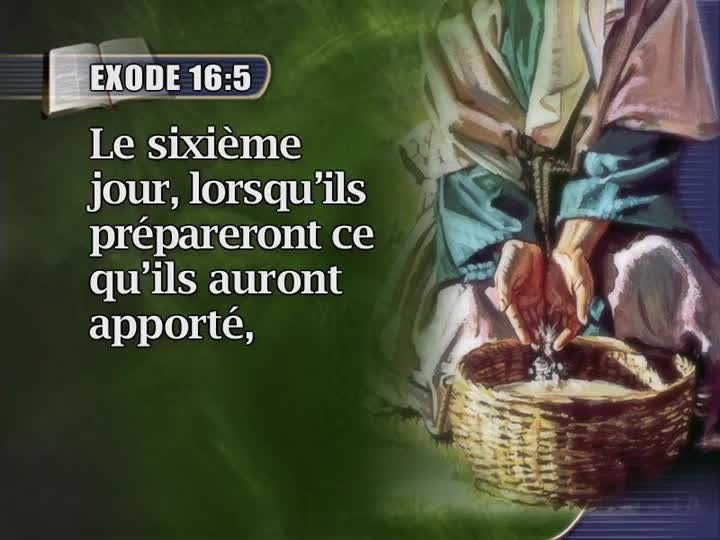 EXODE 16:5
Le sixième
jour, lorsqu’ils
prépareront ce
qu’ils auront
apporté,